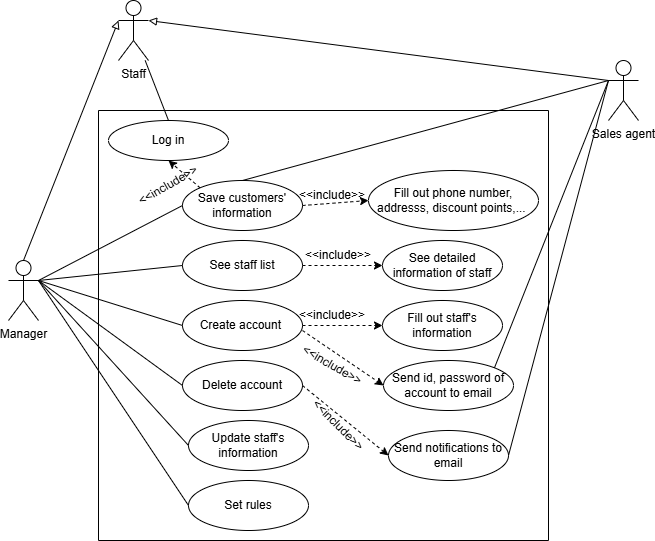 Staff
Sales agent
Log in
<<include>>
Save customers'
information
<<include>>
Fill out phone number,
addresss, discount points,...
See staff list
<<include>>
See detailed
information of staff
Manager
Create account
<<include>>
Fill out staff's
information
<<include>>
Send id, password of
account to email
Delete account
<<include>>
Send notifications to
email
Update staff's
information
Set rules